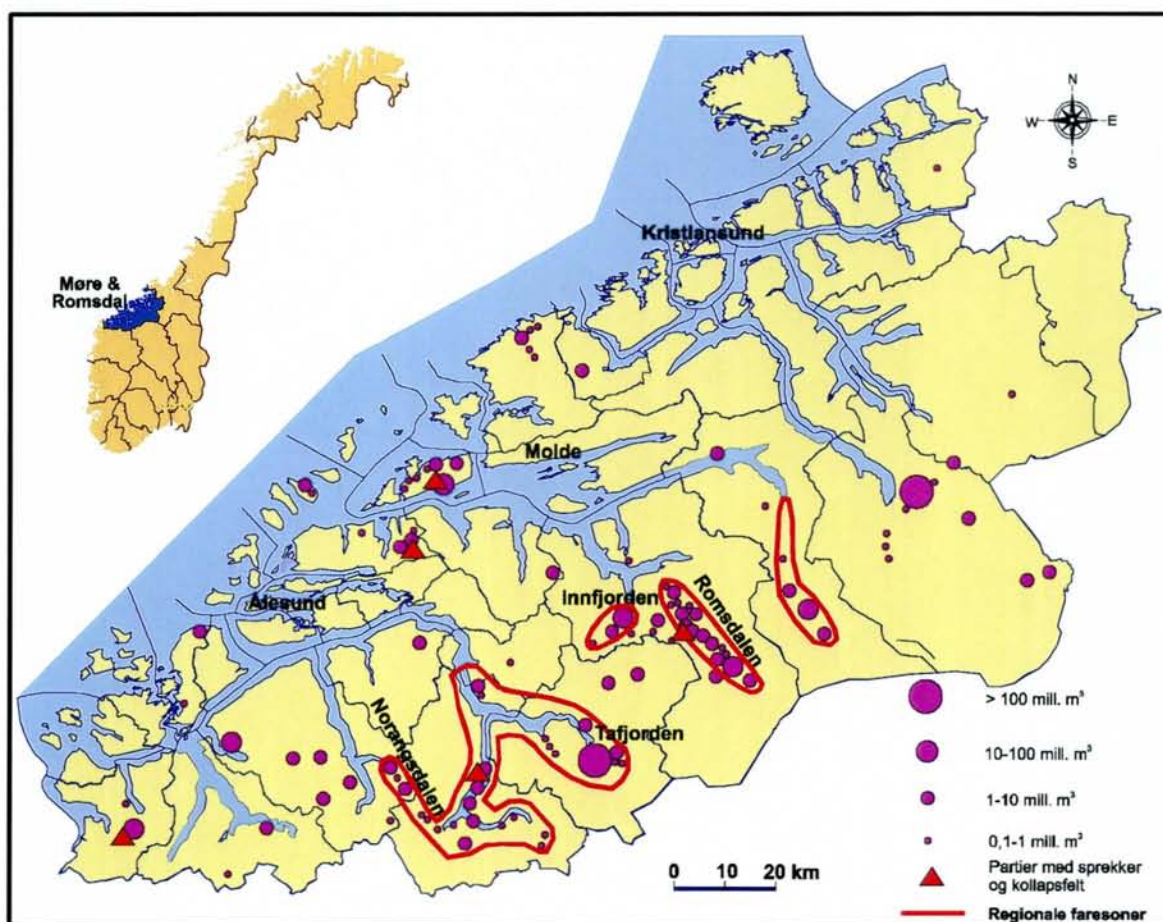 N
W E
S
Møre &
Romsdal
Kristiansund
Molde
Ålesund
Innfjorden
Romsdalen
Norangsdalen
Tafjorden
> 100 mill. m³
10-100 mill. m³
1-10 mill. m³
0,1-1 mill. m³
Partier med sprekker
og kollapsfelt
Regionale faresoner
0 10 20 km